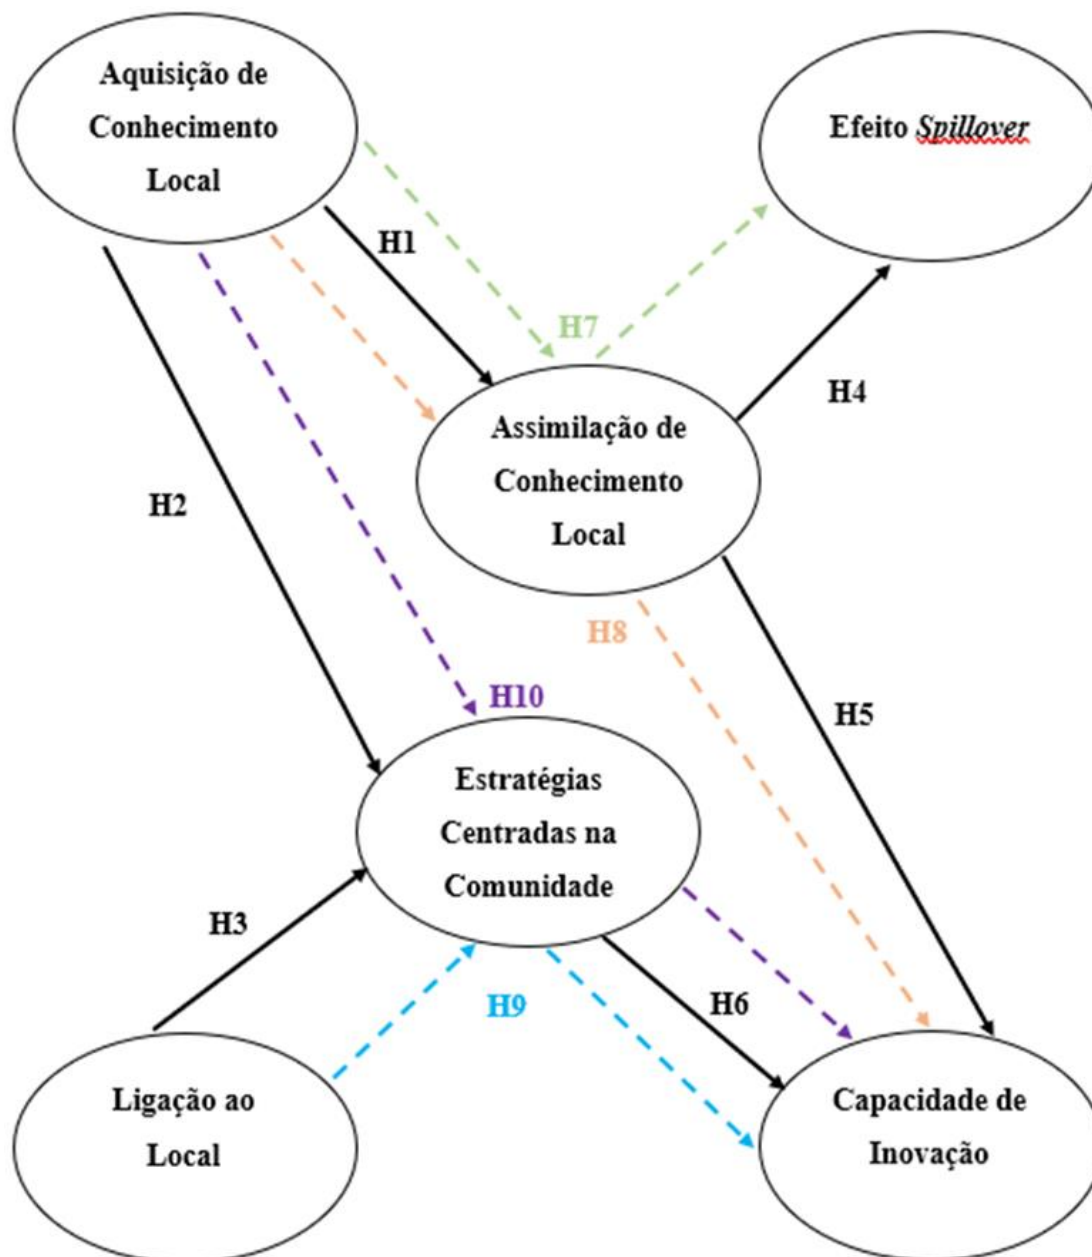 Aquisição de
Conhecimento
Local
Efeito Spillover
H1
H7
H4
Assimilação de
Conhecimento
Local
H2
H8
H10
H5
Estratégias
Centradas na
Comunidade
H3
H9
H6
Ligação ao
Local
Capacidade de
Inovação